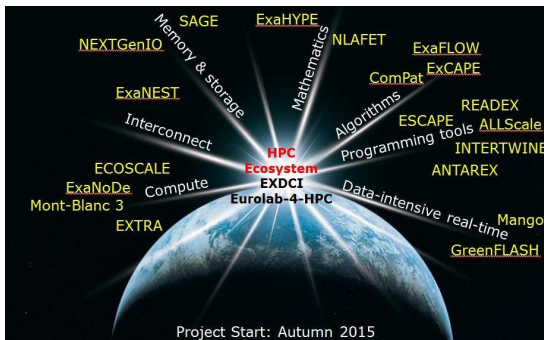 SAGE
ExaHYPE
NEXTGenIO
NLAFET
ExaFLOW
Memory & storage
Mathematics
ComPat
ExCAPE
ExaNEST
Algorithms
READEX
ESCAPE
ALLScale
Interconnect
Programming tools
INTERTWINE
HPC
Ecosystem
EXDCI
Eurolab-4-HPC
ECOSCALE
ANTAREX
ExaNoDe
Compute
Mont-Blanc 3
Data-intensive real-time
EXTRA
Mango
GreenFLASH
Project Start: Autumn 2015